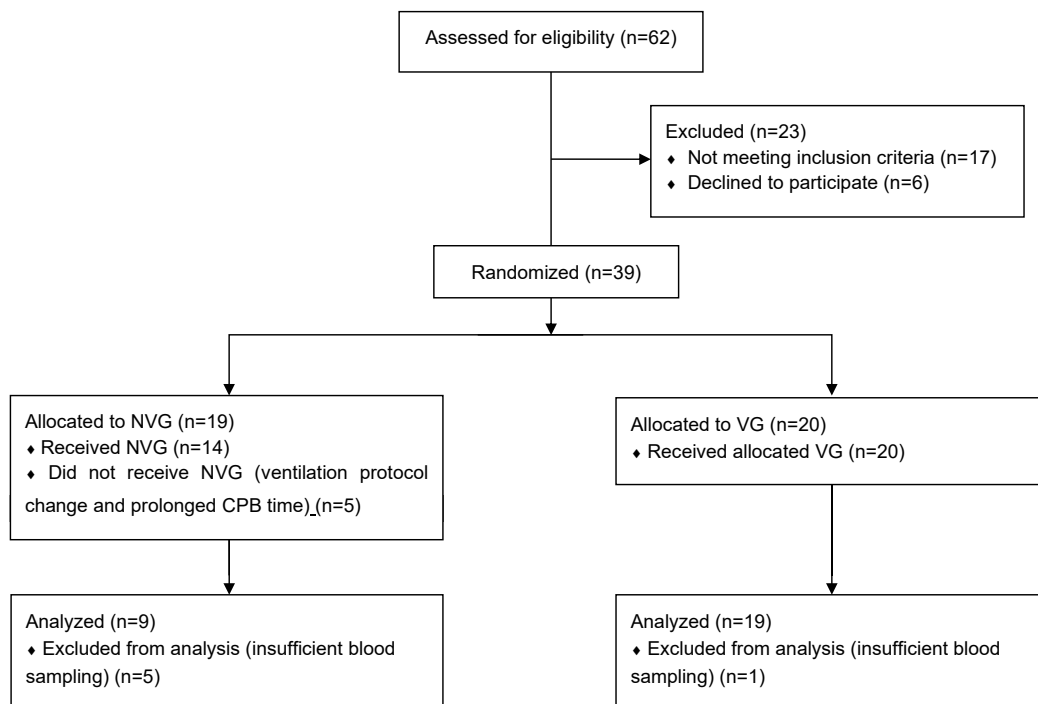 Assessed for eligibility (n=62)
Excluded (n=23)
♦ Not meeting inclusion criteria (n=17)
♦ Declined to participate (n=6)
Randomized (n=39)
Allocated to NVG (n=19)
♦ Received NVG (n=14)
♦ Did not receive NVG (ventilation protocol
change and prolonged CPB time) (n=5)
Allocated to VG (n=20)
♦ Received allocated VG (n=20)
Analyzed (n=9)
♦ Excluded from analysis (insufficient blood
sampling) (n=5)
Analyzed (n=19)
♦ Excluded from analysis (insufficient blood
sampling) (n=1)